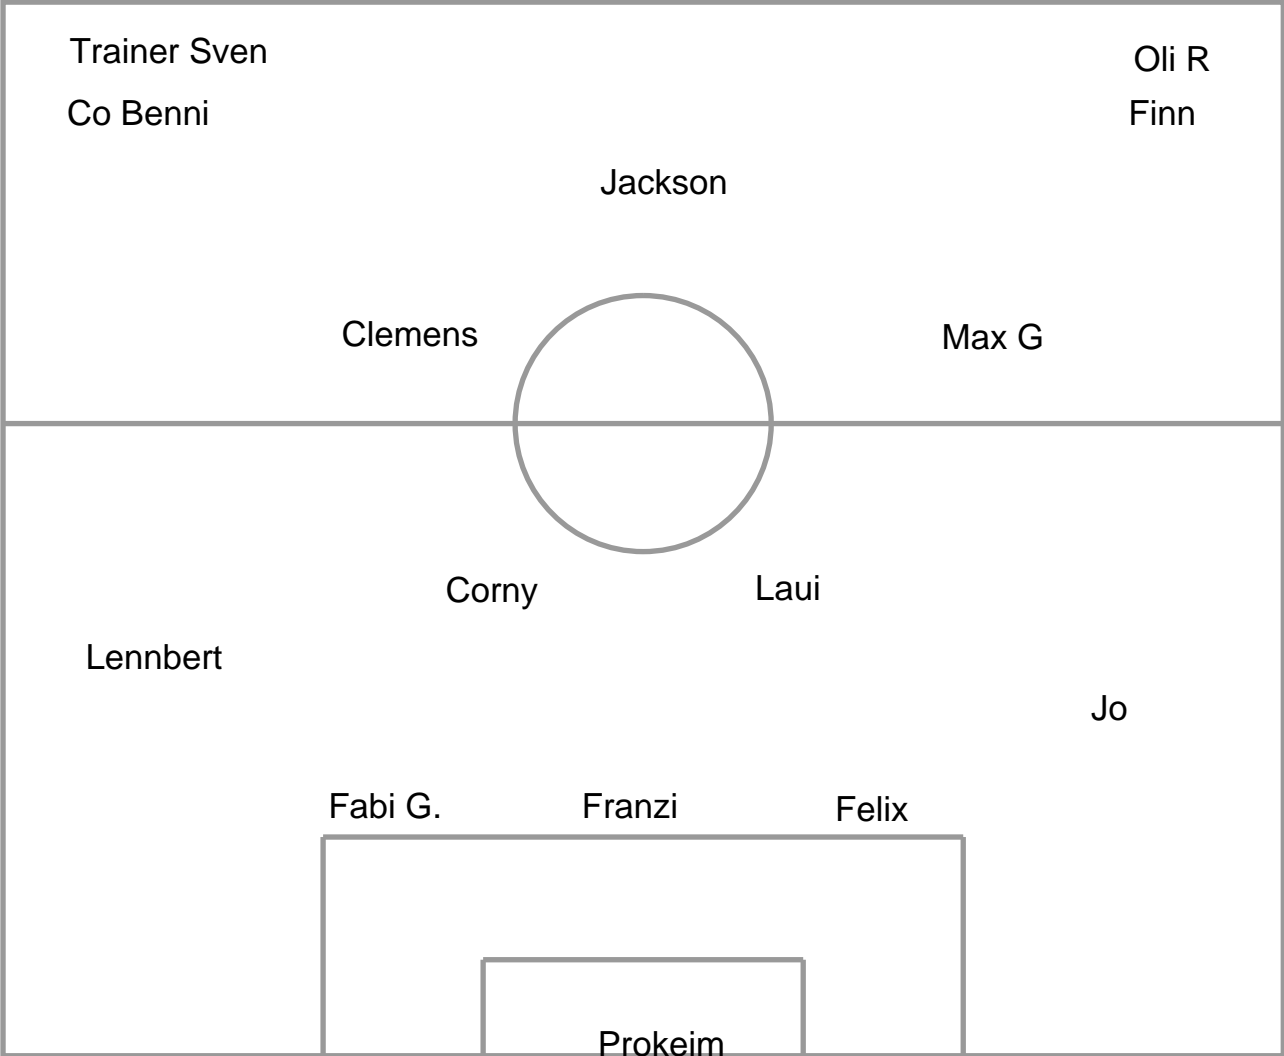 Trainer Sven
Oli R
Co Benni
Finn
Jackson
Clemens
Max G
Corny
Laui
Lennbert
Jo
Fabi G.
Franzi
Felix
Prokeim